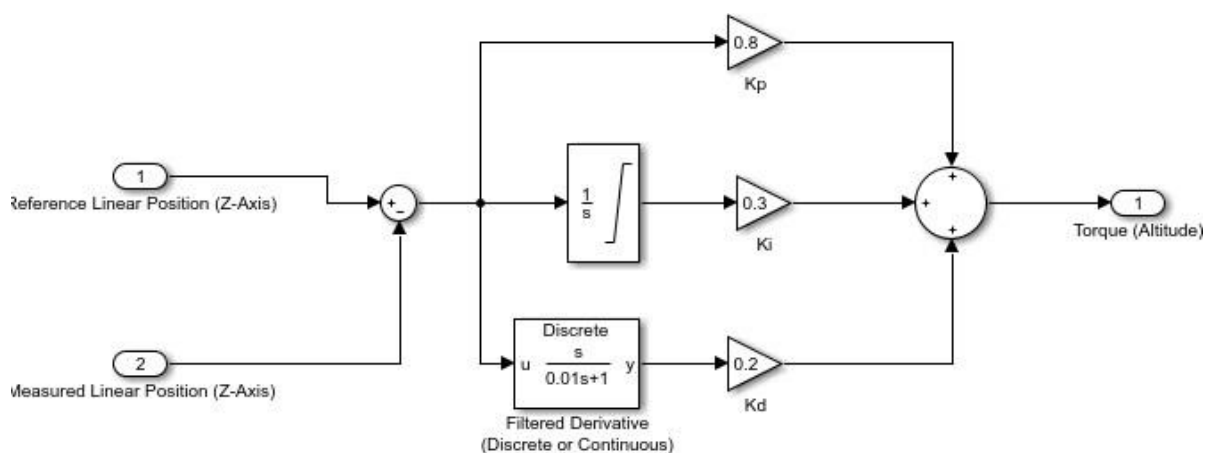 0.8
Kp
1
Reference Linear Position (Z-Axis)
+
−
1
s
0.3
Ki
+
+
+
1
Torque (Altitude)
2
Measured Linear Position (Z-Axis)
Discrete
u
s
0.01s+1
y
Filtered Derivative
(Discrete or Continuous)
0.2
Kd